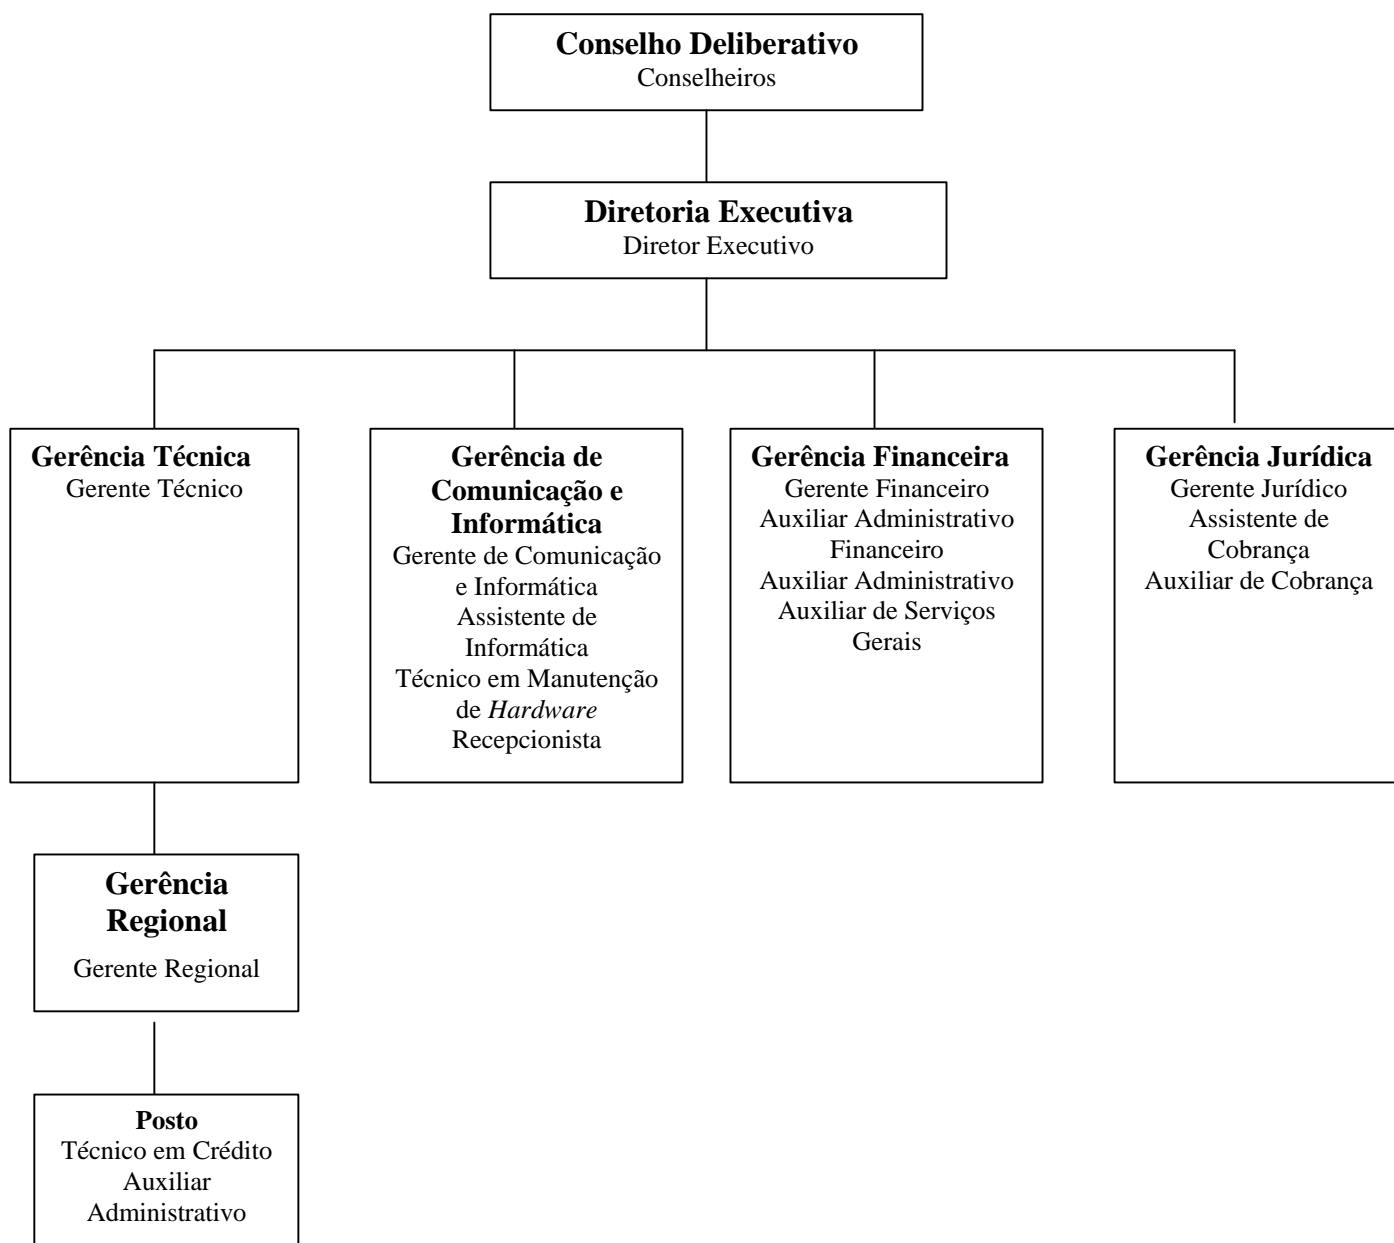 Conselho Deliberativo
Conselheiros
Diretoria Executiva
Diretor Executivo
Gerência Técnica
Gerente Técnico
Gerência de
Comunicação e
Informática
Gerente de Comunicação
e Informática
Assistente de
Informática
Técnico em Manutenção
de Hardware
Recepcionista
Gerência Financeira
Gerente Financeiro
Auxiliar Administrativo
Financeiro
Auxiliar Administrativo
Auxiliar de Serviços
Gerais
Gerência Jurídica
Gerente Jurídico
Assistente de
Cobrança
Auxiliar de Cobrança
Gerência
Regional
Gerente Regional
Posto
Técnico em Crédito
Auxiliar
Administrativo